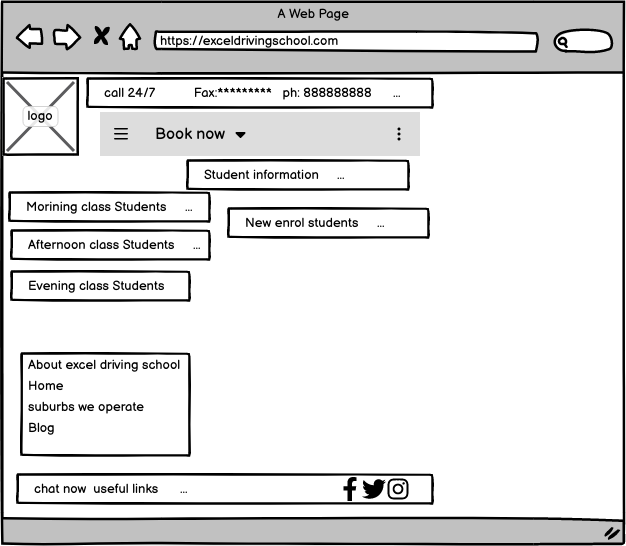 A Web Page
https://exceldrivingschool.com
logo
call 24/7 Fax:********* ph: 888888888 ...
Book now
Student information ...
Morining class Students ...
New enrol students ...
Afternoon class Students ...
Evening class Students
About excel driving school
Home
suburbs we operate
Blog
chat now useful links ...